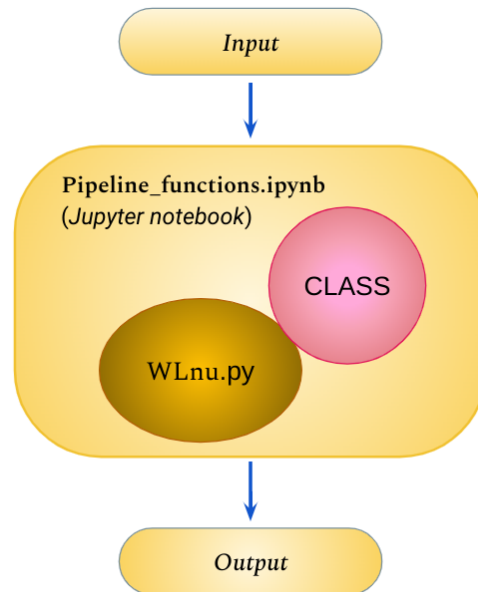 Input
Pipeline_functions.ipynb
(Jupyter notebook)
CLASS
WLnu.py
Output